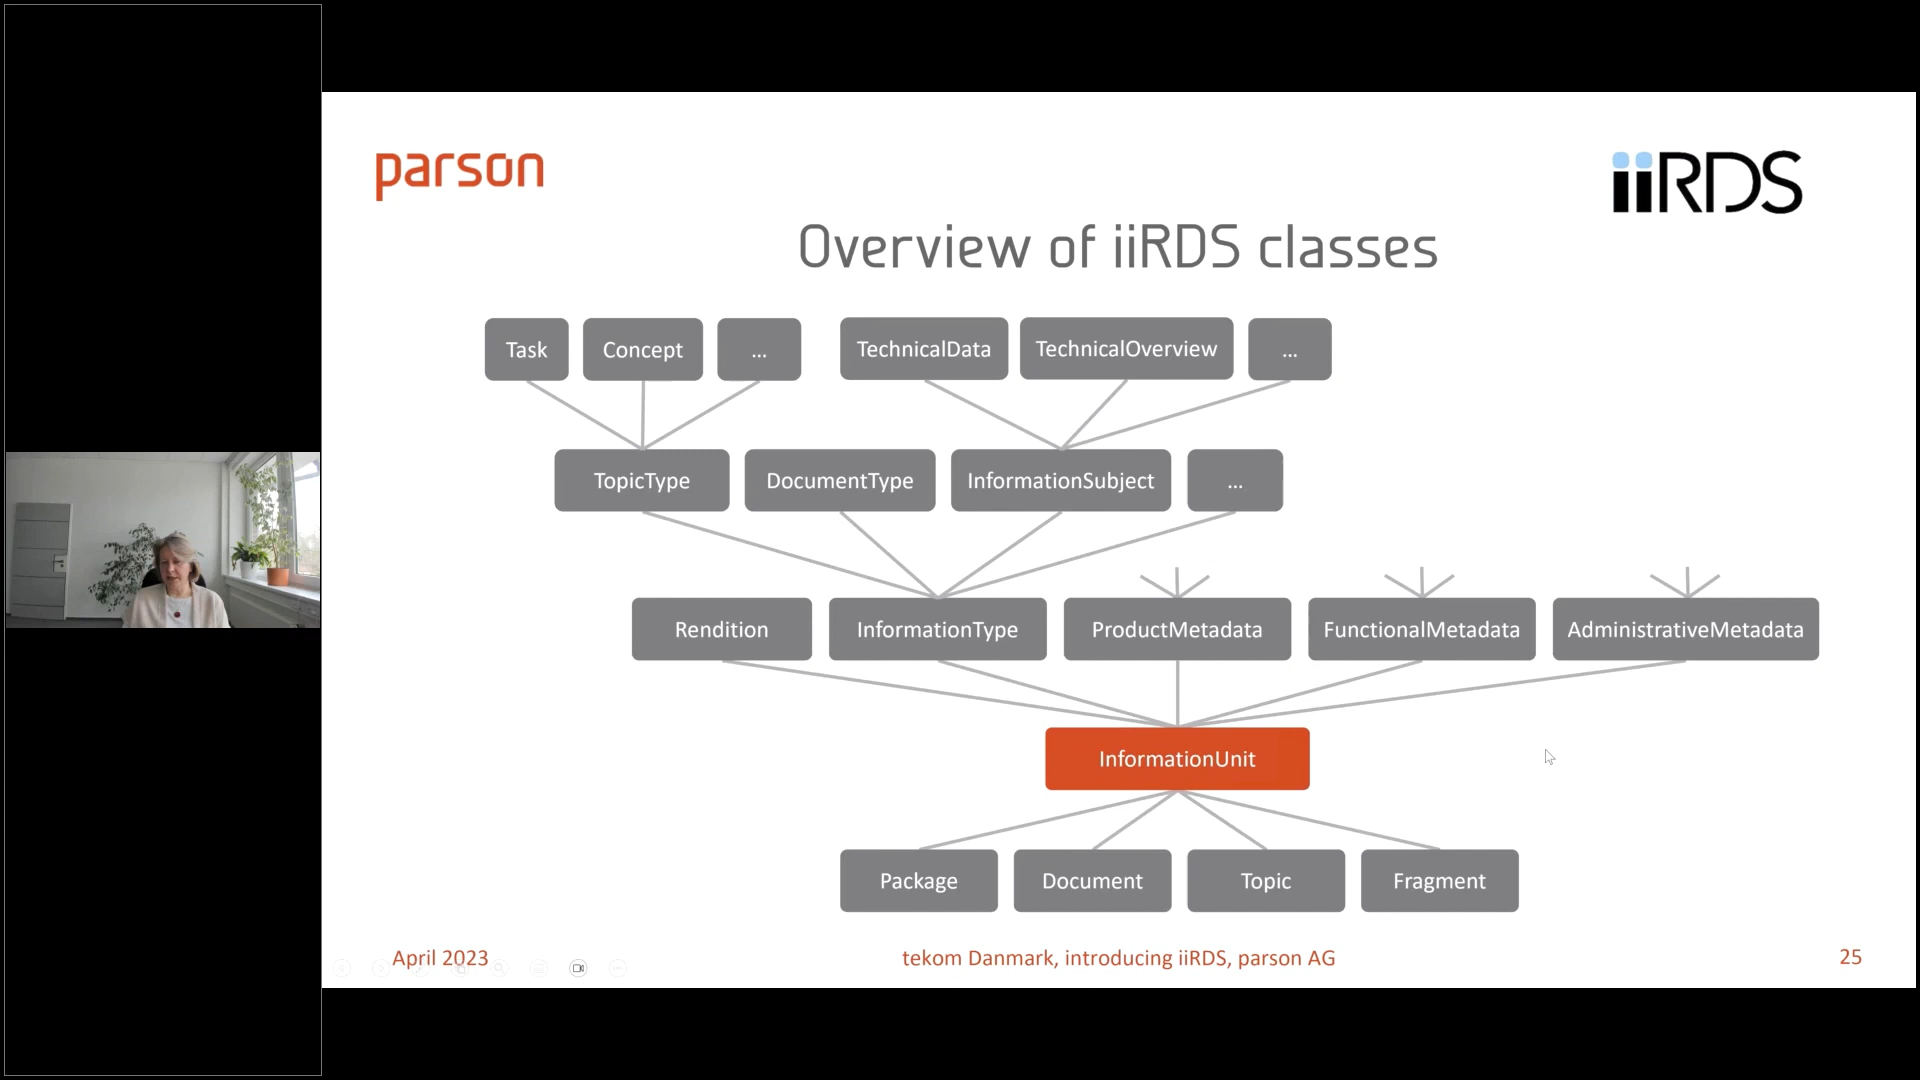 parson
iiRDS
Overview of iiRDS classes
Task Concept ... TechnicalData TechnicalOverview ...
TopicType DocumentType InformationSubject ...
Rendition InformationType ProductMetadata FunctionalMetadata AdministrativeMetadata
InformationUnit
Package Document Topic Fragment
April 2023 tekom Danmark, introducing iiRDS, parson AG 25